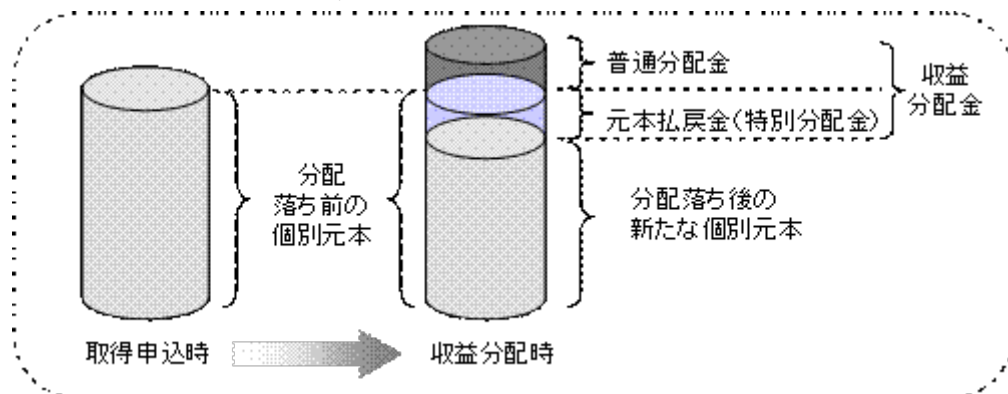 普通分配金
元本払戻金(特別分配金)
収益
分配金
分配
落ち前の
個別元本
分配落ち後の
新たな個別元本
取得申込時
収益分配時